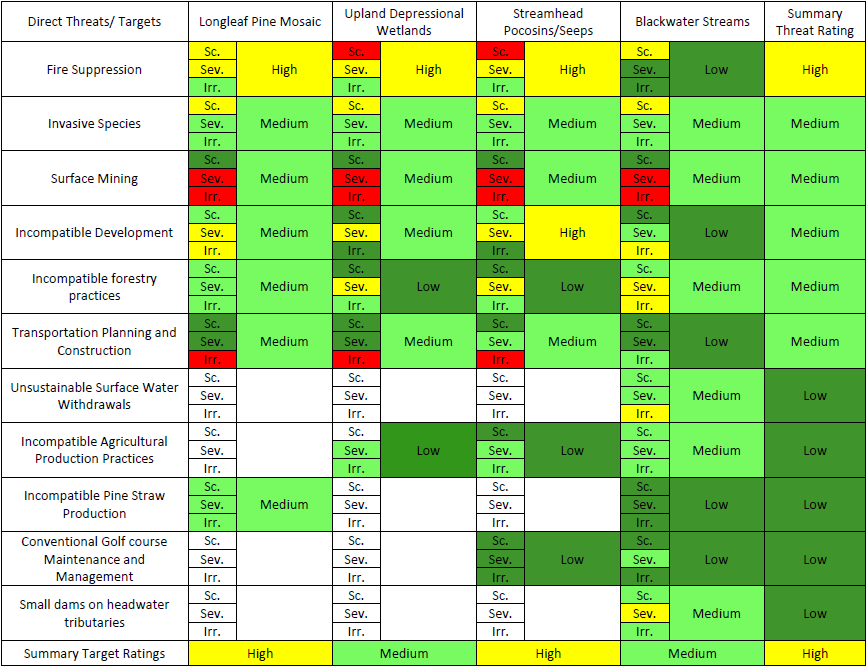 Direct Threats/ Targets
Longleaf Pine Mosaic
Upland Depressional
Wetlands
Streamhead
Pocosins/Seeps
Blackwater Streams
Summary
Threat Rating
Fire Suppression
Sc.
Sev.
Irr.
High
Sc.
Sev.
Irr.
High
Sc.
Sev.
Irr.
High
Sc.
Sev.
Irr.
Low
High
Invasive Species
Sc.
Sev.
Irr.
Medium
Sc.
Sev.
Irr.
Medium
Sc.
Sev.
Irr.
Medium
Sc.
Sev.
Irr.
Medium
Medium
Surface Mining
Sc.
Sev.
Irr.
Medium
Sc.
Sev.
Irr.
Medium
Sc.
Sev.
Irr.
Medium
Sc.
Sev.
Irr.
Medium
Medium
Incompatible Development
Sc.
Sev.
Irr.
Medium
Sc.
Sev.
Irr.
Medium
Sc.
Sev.
Irr.
High
Sc.
Sev.
Irr.
Low
Medium
Incompatible forestry
practices
Sc.
Sev.
Irr.
Medium
Sc.
Sev.
Irr.
Low
Sc.
Sev.
Irr.
Low
Sc.
Sev.
Irr.
Medium
Medium
Transportation Planning and
Construction
Sc.
Sev.
Irr.
Medium
Sc.
Sev.
Irr.
Medium
Sc.
Sev.
Irr.
Medium
Sc.
Sev.
Irr.
Low
Medium
Unsustainable Surface Water
Withdrawals
Sc.
Sev.
Irr.
Sc.
Sev.
Irr.
Sc.
Sev.
Irr.
Sc.
Sev.
Irr.
Medium
Low
Incompatible Agricultural
Production Practices
Sc.
Sev.
Irr.
Sc.
Sev.
Irr.
Low
Sc.
Sev.
Irr.
Low
Sc.
Sev.
Irr.
Medium
Low
Incompatible Pine Straw
Production
Sc.
Sev.
Irr.
Medium
Sc.
Sev.
Irr.
Sc.
Sev.
Irr.
Sc.
Sev.
Irr.
Low
Low
Conventional Golf course
Maintenance and
Management
Sc.
Sev.
Irr.
Sc.
Sev.
Irr.
Sc.
Sev.
Irr.
Low
Sc.
Sev.
Irr.
Low
Low
Small dams on headwater
tributaries
Sc.
Sev.
Irr.
Sc.
Sev.
Irr.
Sc.
Sev.
Irr.
Sc.
Sev.
Irr.
Medium
Low
Summary Target Ratings
High
Medium
High
Medium
High